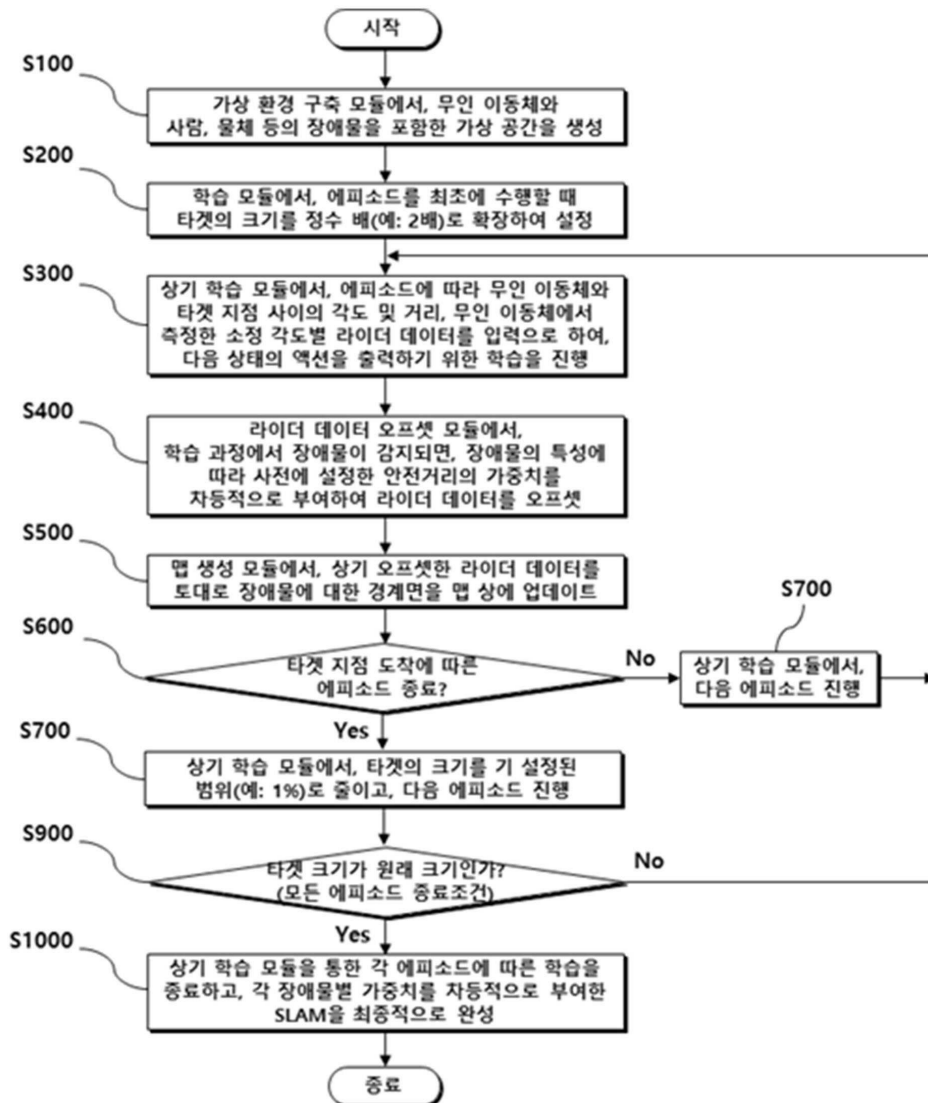 시작
S100
가상 환경 구축 모듈에서, 무인 이동체와
사람, 물체 등의 장애물을 포함한 가상 공간을 생성
S200
학습 모듈에서, 에피소드를 최초에 수행할 때
타겟의 크기를 정수 배(예: 2배)로 확장하여 설정
S300
상기 학습 모듈에서, 에피소드에 따라 무인 이동체와
타겟 지점 사이의 각도 및 거리, 무인 이동체에서
측정한 소정 각도별 라이더 데이터를 입력으로 하여,
다음 상태의 액션을 출력하기 위한 학습을 진행
S400
라이더 데이터 오프셋 모듈에서,
학습 과정에서 장애물이 감지되면, 장애물의 특성에
따라 사전에 설정한 안전거리의 가중치를
차등적으로 부여하여 라이더 데이터를 오프셋
S500
맵 생성 모듈에서, 상기 오프셋한 라이더 데이터를
토대로 장애물에 대한 경계면을 맵 상에 업데이트
S600
타겟 지점 도착에 따른
에피소드 종료?
No
S700
상기 학습 모듈에서,
다음 에피소드 진행
Yes
S700
상기 학습 모듈에서, 타겟의 크기를 기 설정된
범위(예: 1%)로 줄이고, 다음 에피소드 진행
S900
타겟 크기가 원래 크기인가?
(모든 에피소드 종료조건)
No
Yes
S1000
상기 학습 모듈을 통한 각 에피소드에 따른 학습을
종료하고, 각 장애물별 가중치를 차등적으로 부여한
SLAM을 최종적으로 완성
종료